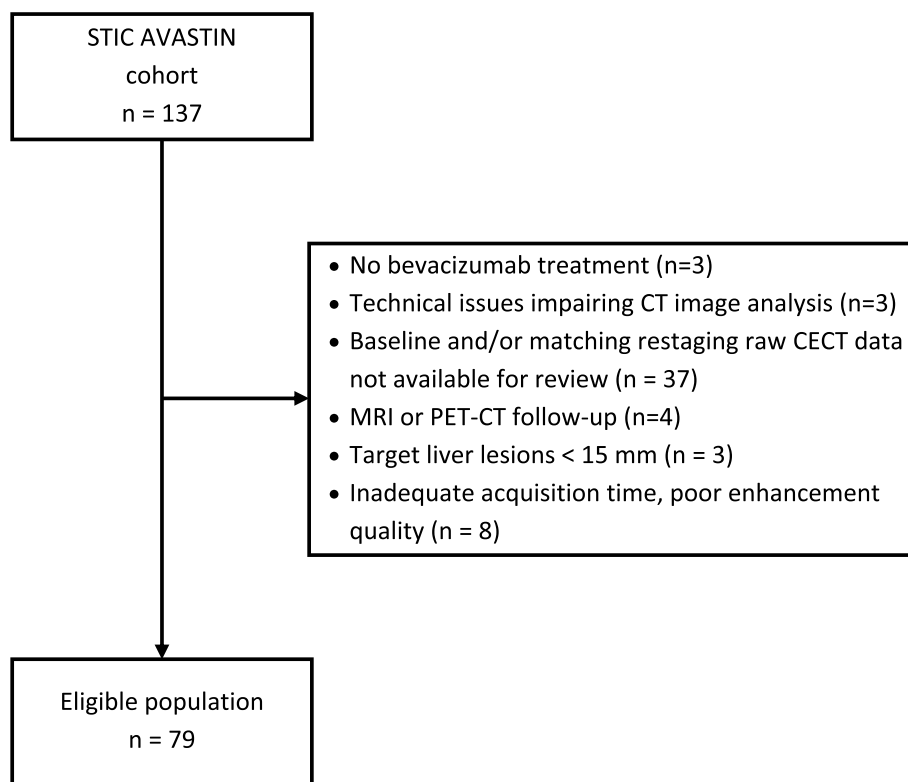 STIC AVASTIN
cohort
n = 137
• No bevacizumab treatment (n=3)
• Technical issues impairing CT image analysis (n=3)
• Baseline and/or matching restaging raw CECT data
not available for review (n = 37)
• MRI or PET-CT follow-up (n=4)
• Target liver lesions < 15 mm (n = 3)
• Inadequate acquisition time, poor enhancement
quality (n = 8)
Eligible population
n = 79